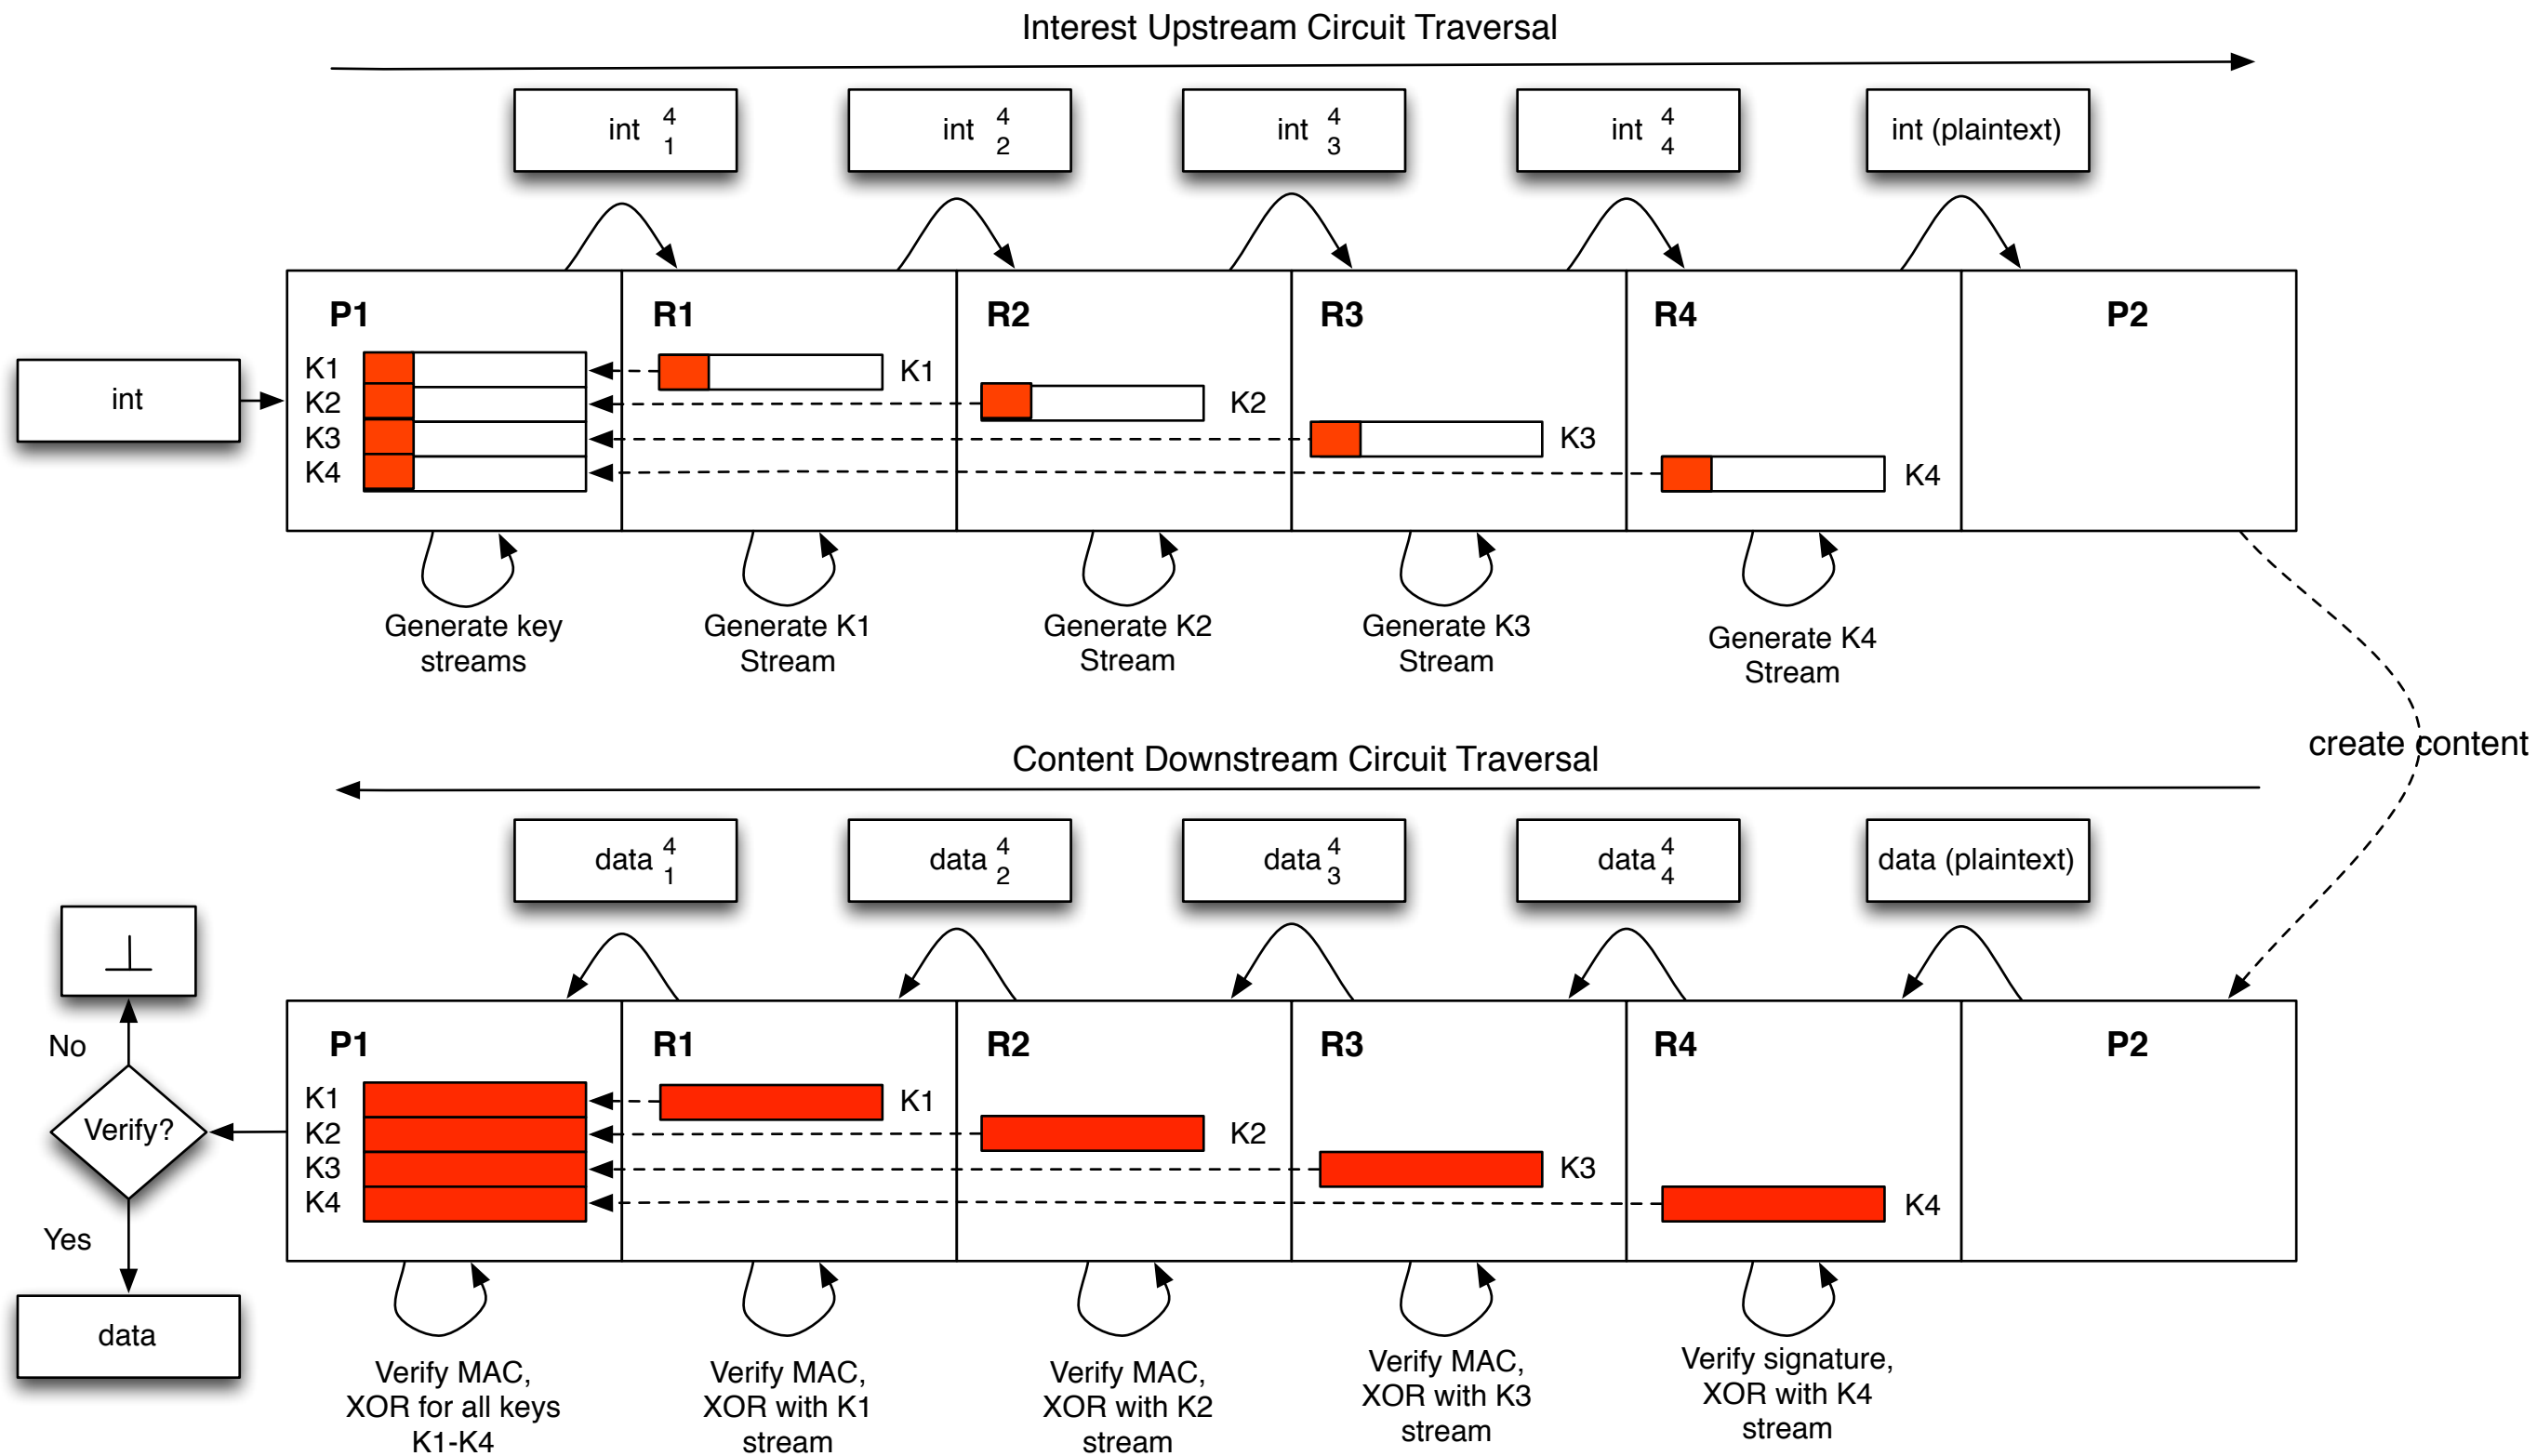 Interest Upstream Circuit Traversal
int 4 1
int 4 2
int 4 3
int 4 4
int (plaintext)
int
P1
R1
R2
R3
R4
P2
K1
K2
K3
K4
K1
K2
K3
K4
Generate key
streams
Generate K1
Stream
Generate K2
Stream
Generate K3
Stream
Generate K4
Stream
create content
Content Downstream Circuit Traversal
data 4 1
data 4 2
data 4 3
data 4 4
data (plaintext)
⊥
No
Verify?
Yes
data
P1
R1
R2
R3
R4
P2
K1
K2
K3
K4
K1
K2
K3
K4
Verify MAC,
XOR for all keys
K1-K4
Verify MAC,
XOR with K1
stream
Verify MAC,
XOR with K2
stream
Verify MAC,
XOR with K3
stream
Verify signature,
XOR with K4
stream